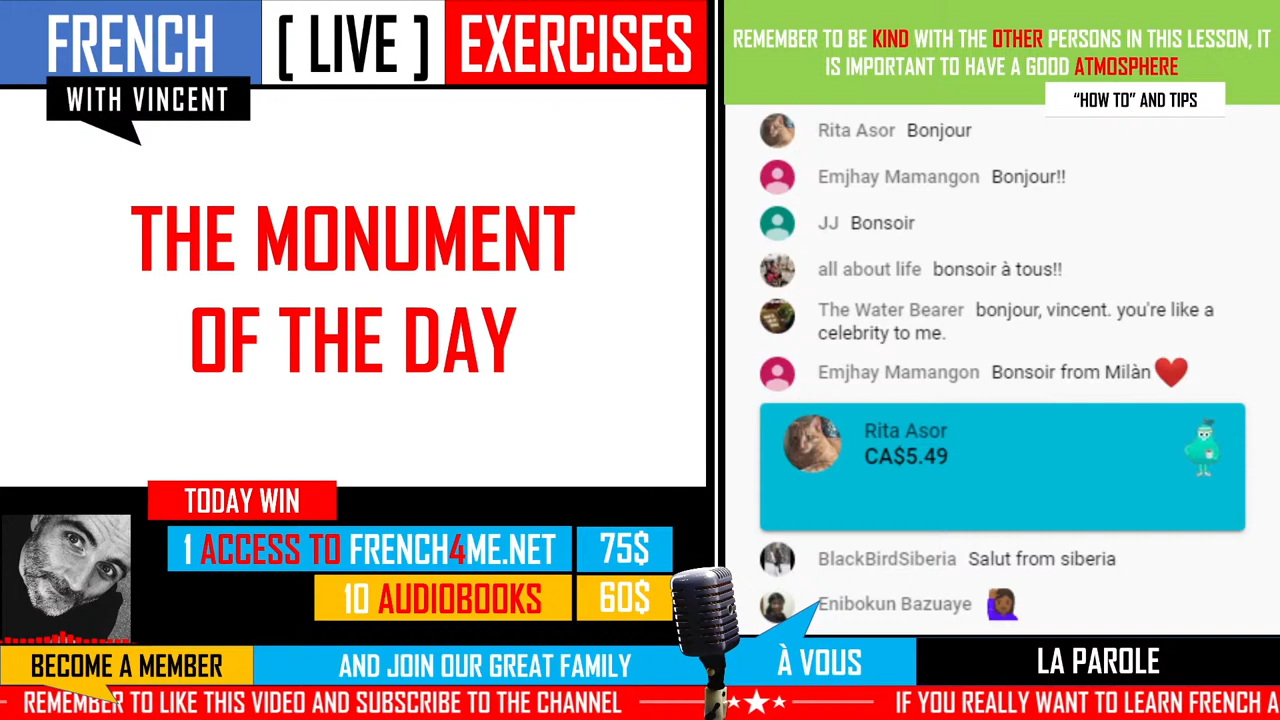 FRENCH
[ LIVE ]
EXERCISES
WITH VINCENT
THE MONUMENT
OF THE DAY
TODAY WIN
1 ACCESS TO FRENCH4ME.NET
75$
10 AUDIOBOOKS
60$
BECOME A MEMBER
AND JOIN OUR GREAT FAMILY
REMEMBER TO BE KIND WITH THE OTHER PERSONS IN THIS LESSON, IT
IS IMPORTANT TO HAVE A GOOD ATMOSPHERE
“HOW TO” AND TIPS
Rita Asor Bonjour
Emjhay Mamangon Bonjour!!
JJ Bonsoir
all about life bonsoir à tous!!
The Water Bearer bonjour, vincent. you're like a
celebrity to me.
Emjhay Mamangon Bonsoir from Milàn
Rita Asor
CA$5.49
BlackBirdSiberia Salut from siberia
Enibokun Bazuaye
À VOUS
LA PAROLE
REMEMBER TO LIKE THIS VIDEO AND SUBSCRIBE TO THE CHANNEL
IF YOU REALLY WANT TO LEARN FRENCH A